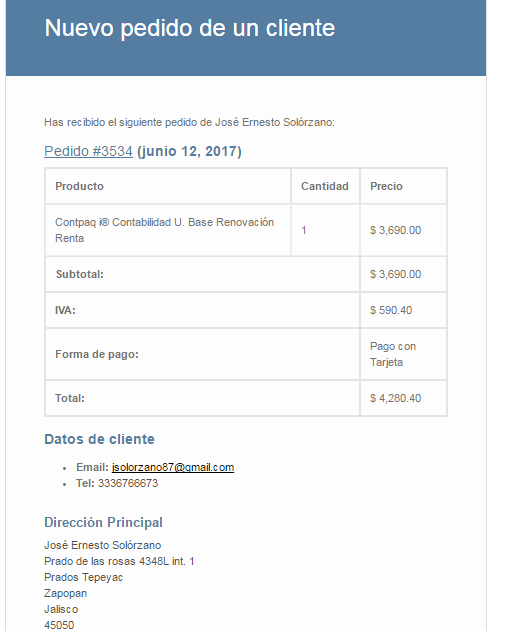 Nuevo pedido de un cliente
Has recibido el siguiente pedido de José Ernesto Solórzano:
Pedido #3534 (junio 12, 2017)
Producto Cantidad Precio
Contpaq i® Contabilidad U. Base Renovación
Renta
1 $ 3,690.00
Subtotal: $ 3,690.00
IVA: $ 590.40
Forma de pago: Pago con
Tarjeta
Total: $ 4,280.40
Datos de cliente
• Email: jsolorzano87@gmail.com
• Tel: 3336766673
Dirección Principal
José Ernesto Solórzano
Prado de las rosas 4348L int. 1
Prados Tepeyac
Zapopan
Jalisco
45050